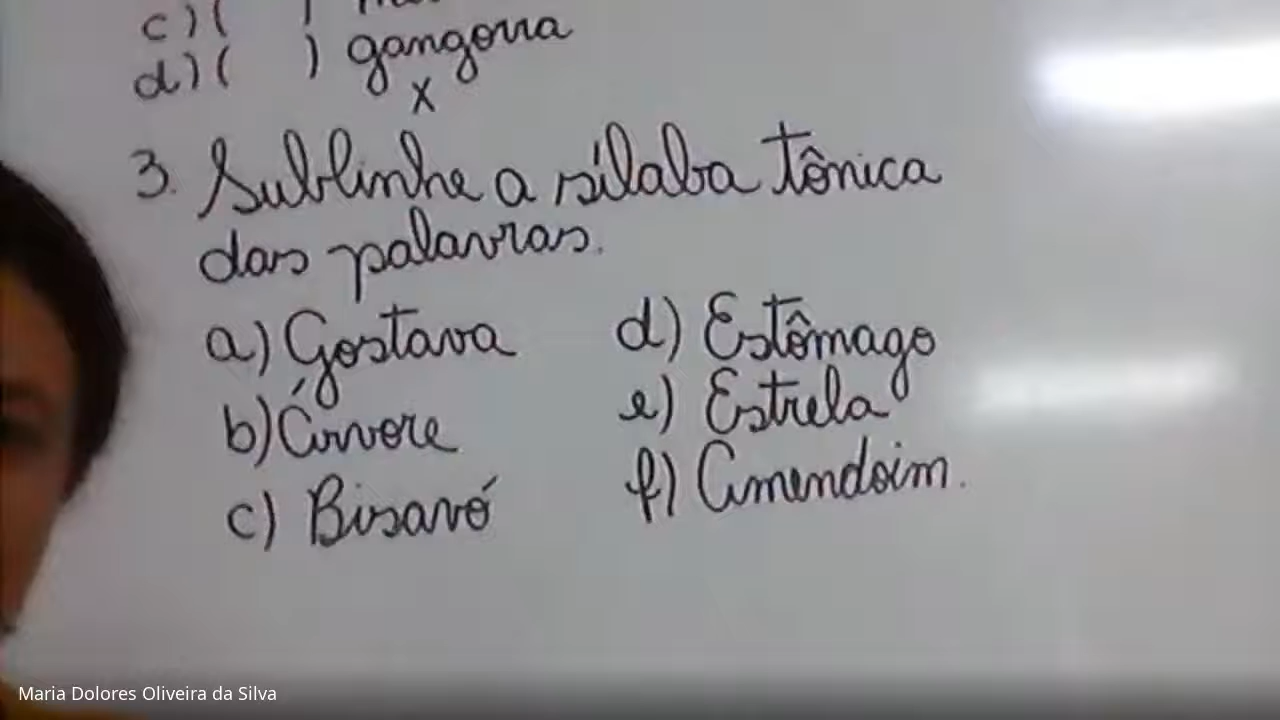 c) (
d) (    ) gangorra
x
3. Sublinhe a sílaba tônica
das palavras.
a) Gostava
b) Árvore
c) Bisavó
d) Estômago
e) Estrela
f) Amendoim.
Maria Dolores Oliveira da Silva